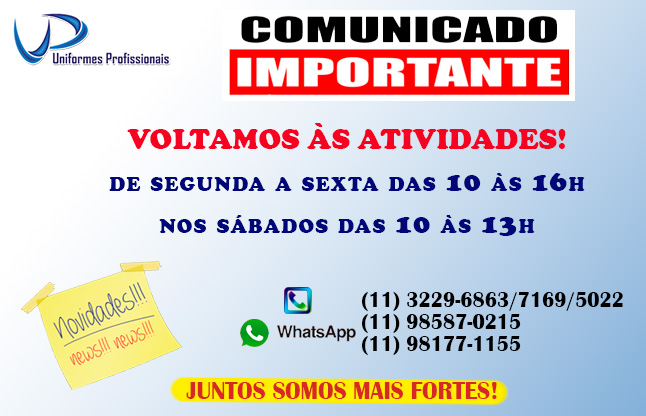 UP
Uniformes Profissionais
COMUNICADO
IMPORTANTE
VOLTAMOS ÀS ATIVIDADES!
DE SEGUNDA A SEXTA DAS 10 ÀS 16H
NOS SÁBADOS DAS 10 ÀS 13H
Novidades!!!
news!!! news!!!
(11) 3229-6863/7169/5022
WhatsApp (11) 98587-0215
(11) 98177-1155
JUNTOS SOMOS MAIS FORTES!